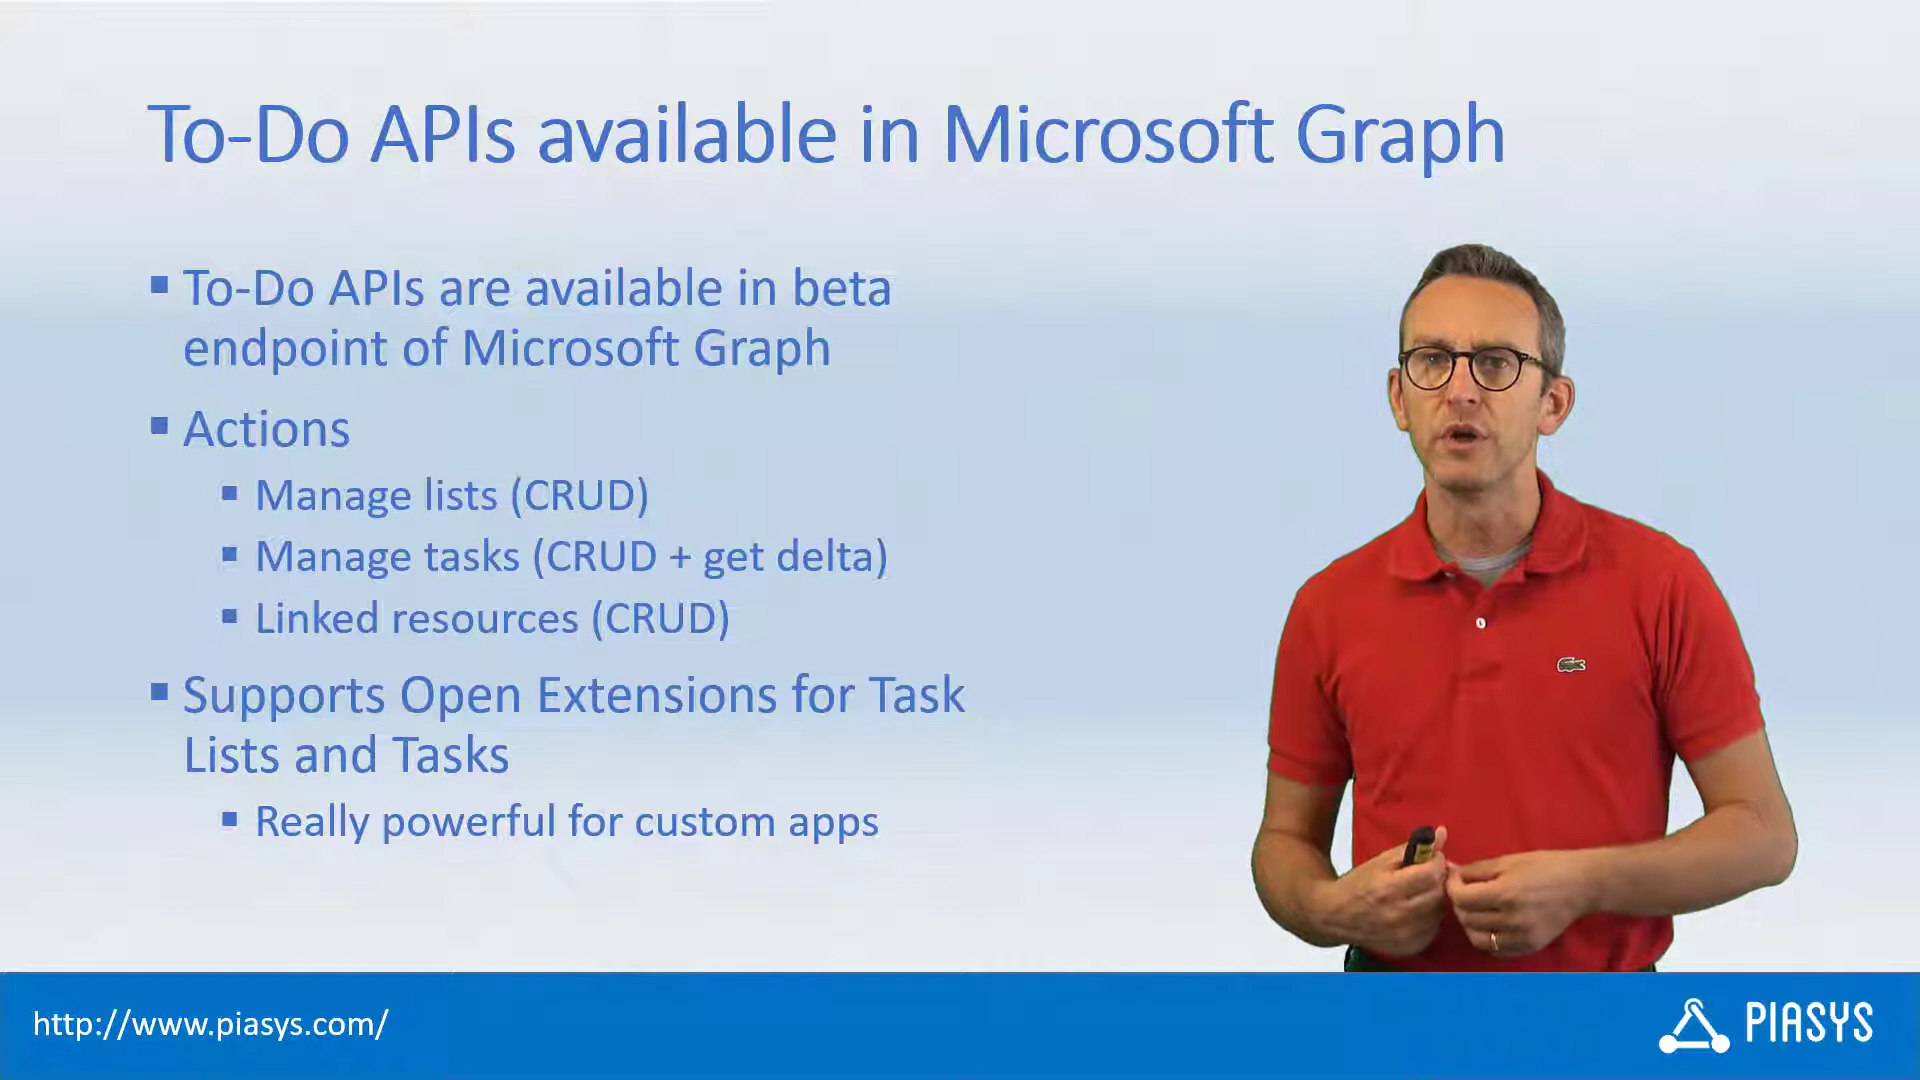 To-Do APIs available in Microsoft Graph
▪ To-Do APIs are available in beta
endpoint of Microsoft Graph
▪ Actions
▪ Manage lists (CRUD)
▪ Manage tasks (CRUD + get delta)
▪ Linked resources (CRUD)
▪ Supports Open Extensions for Task
Lists and Tasks
▪ Really powerful for custom apps
http://www.piasys.com/
PIASYS